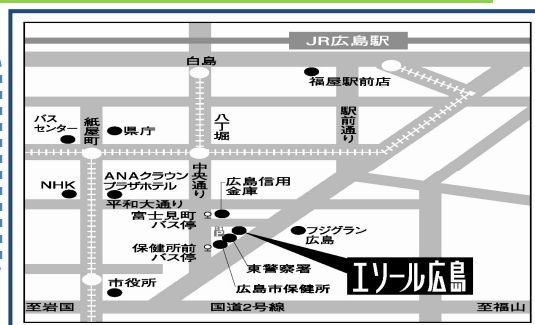 JR広島駅
白島
福屋駅前店
バス
センター
紙屋町
県庁
八丁堀
駅前通り
中央通り
NHK
ANAクラウン
プラザホテル
広島信用
金庫
平和大通り
富士見町
バス停
フジグラン
広島
保健所前
バス停
東警察署
エソール広島
広島市保健所
市役所
至岩国
国道2号線
至福山